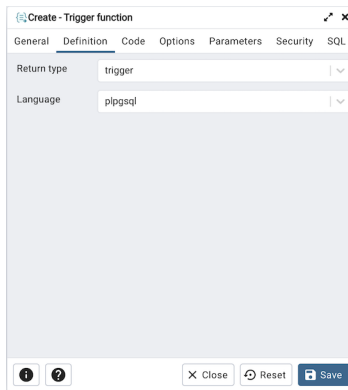 Create - Trigger function
General Definition Code Options Parameters Security SQL
Return type trigger
Language plpgsql
Close Reset Save